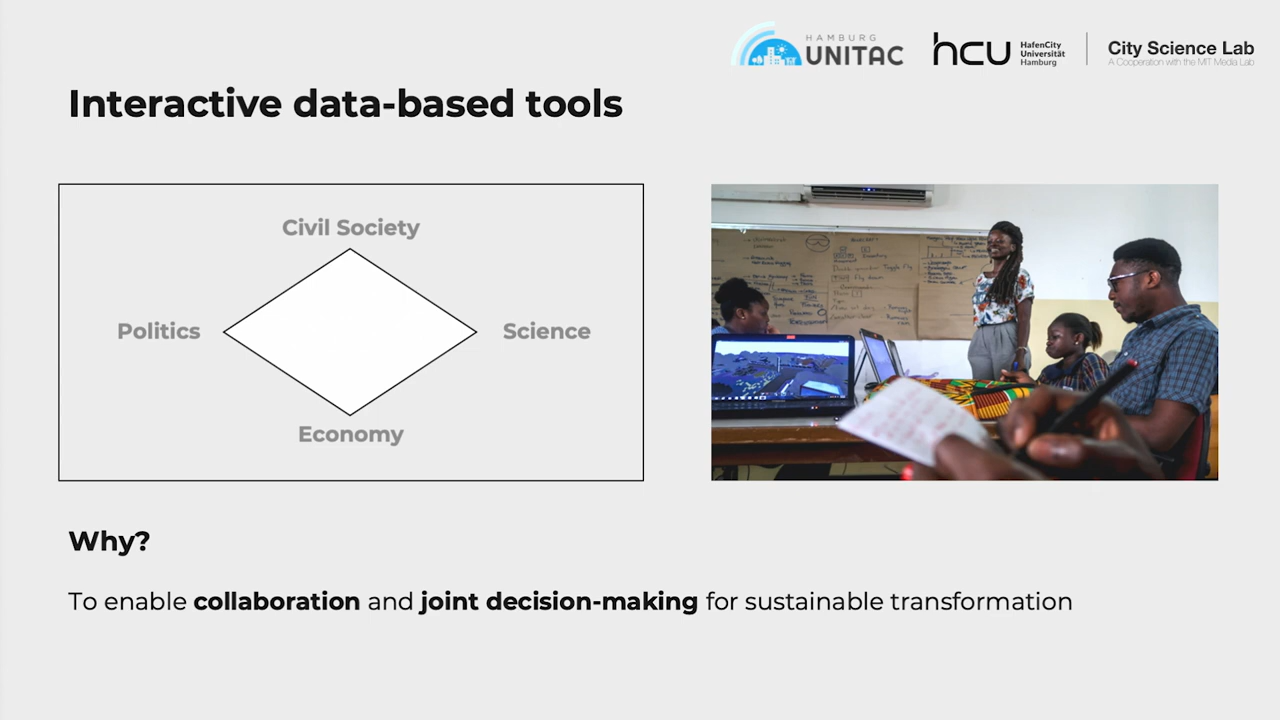 HAMBURG
UNITAC
hcu
HafenCity
Universität
Hamburg
City Science Lab
A Cooperation with the MIT Media Lab
Interactive data-based tools
Civil Society
Politics
Science
Economy
Why?
To enable collaboration and joint decision-making for sustainable transformation